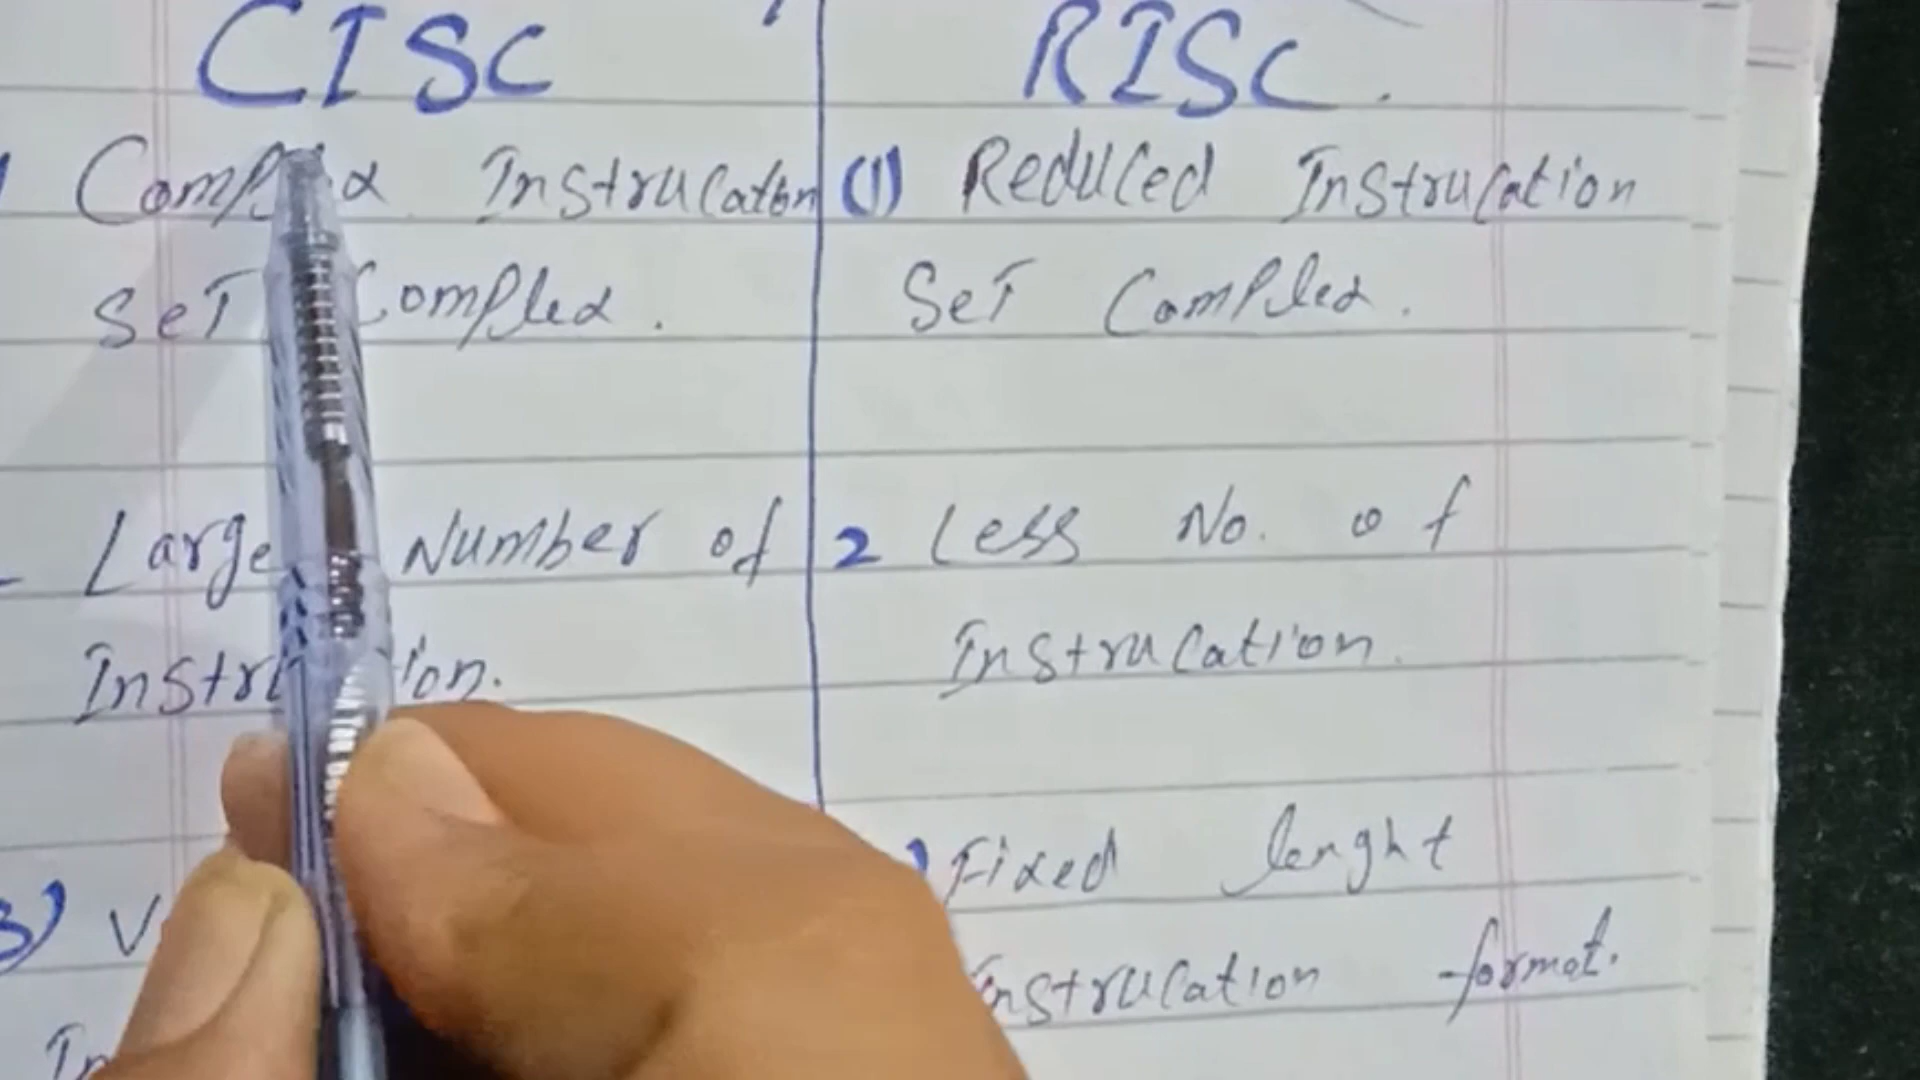 CISC
Complex Instrucation
SeT Complex.
Large Number of
3)
RISC.
(1) Reduced Instrucation
SeT Complex.
2 Less No. of
Instrucation.
) Fixed lenght
Instrucation format.